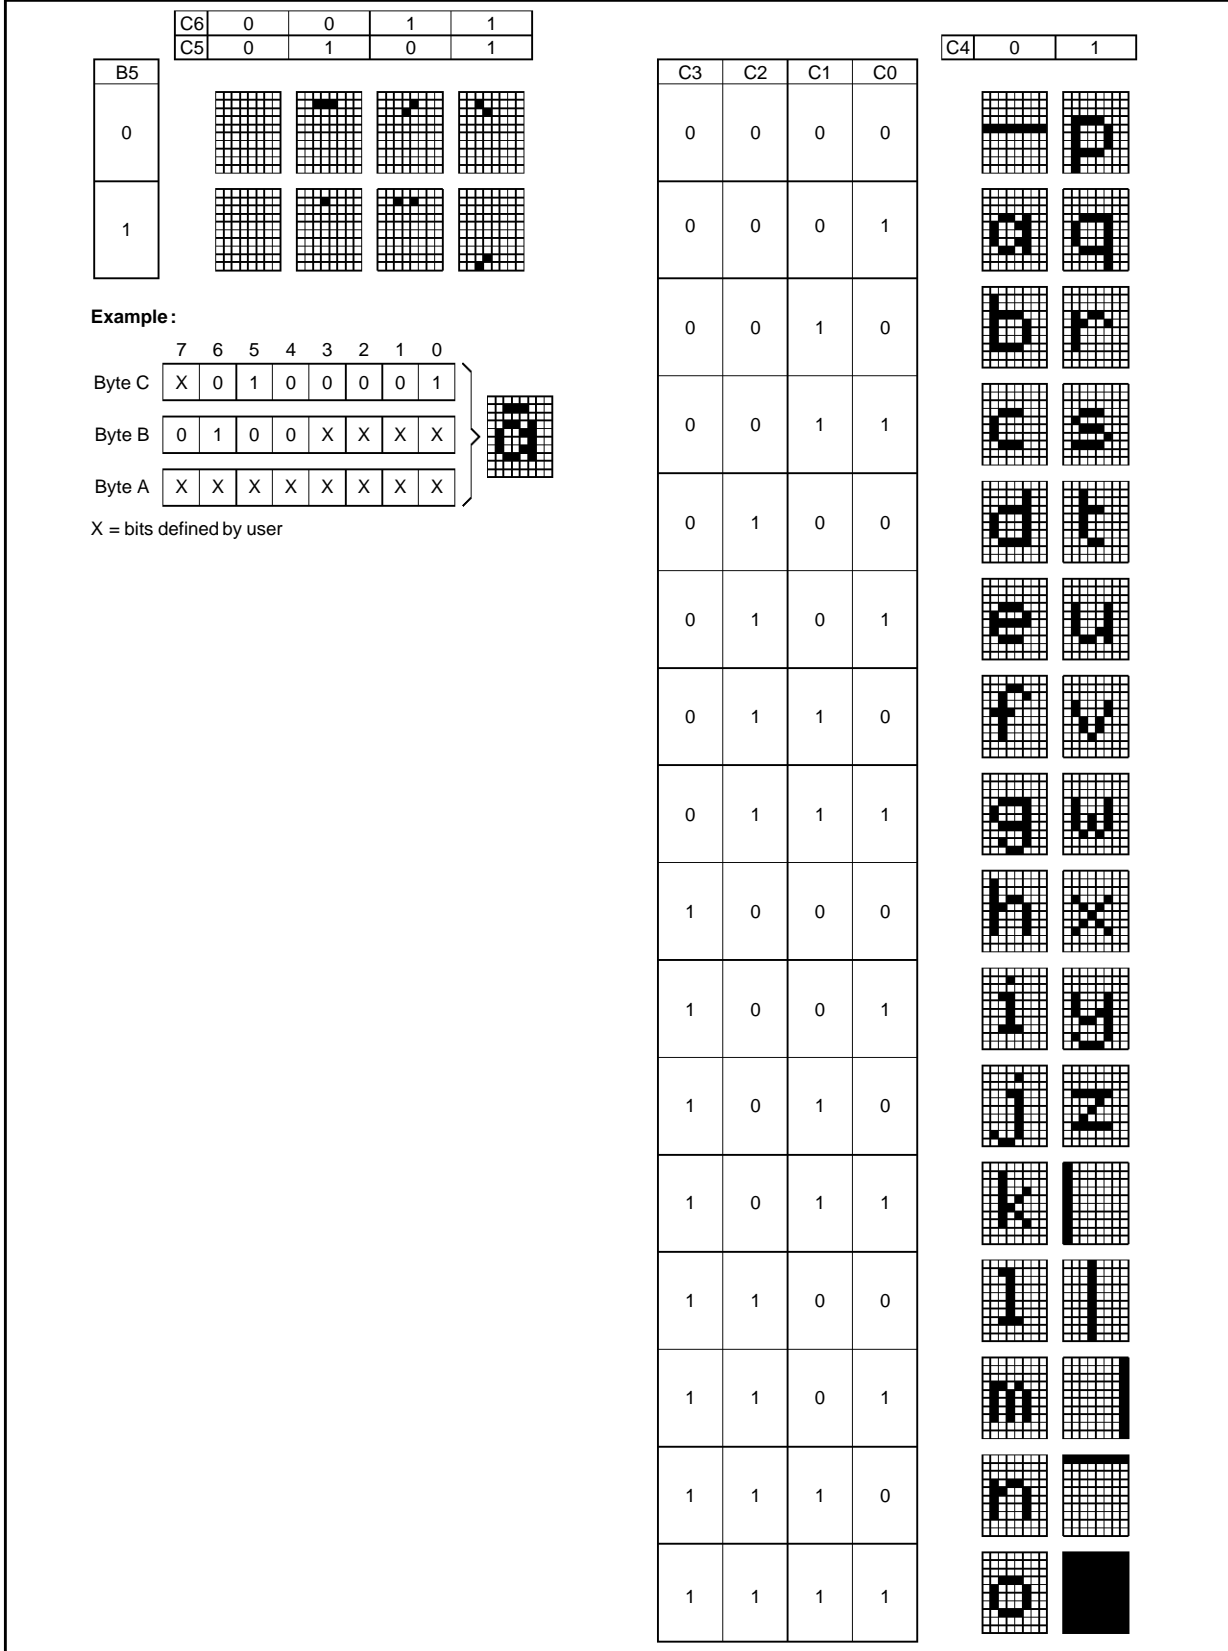 C6 0 0 1 1
C5 0 1 0 1
B5
0
1
Example:
7 6 5 4 3 2 1 0
Byte C X 0 1 0 0 0 0 1
Byte B 0 1 0 0 X X X X
ā
Byte A X X X X X X X X
X = bits defined by user
C4 0 1
C3 C2 C1 C0
0 0 0 0 p
0 0 0 1 a q
0 0 1 0 b r
0 0 1 1 c s
0 1 0 0 d t
0 1 0 1 e u
0 1 1 0 f v
0 1 1 1 g w
1 0 0 0 h x
1 0 0 1 i y
1 0 1 0 j z
1 0 1 1 k
1 1 0 0 l
1 1 0 1 m
1 1 1 0 n
1 1 1 1 o